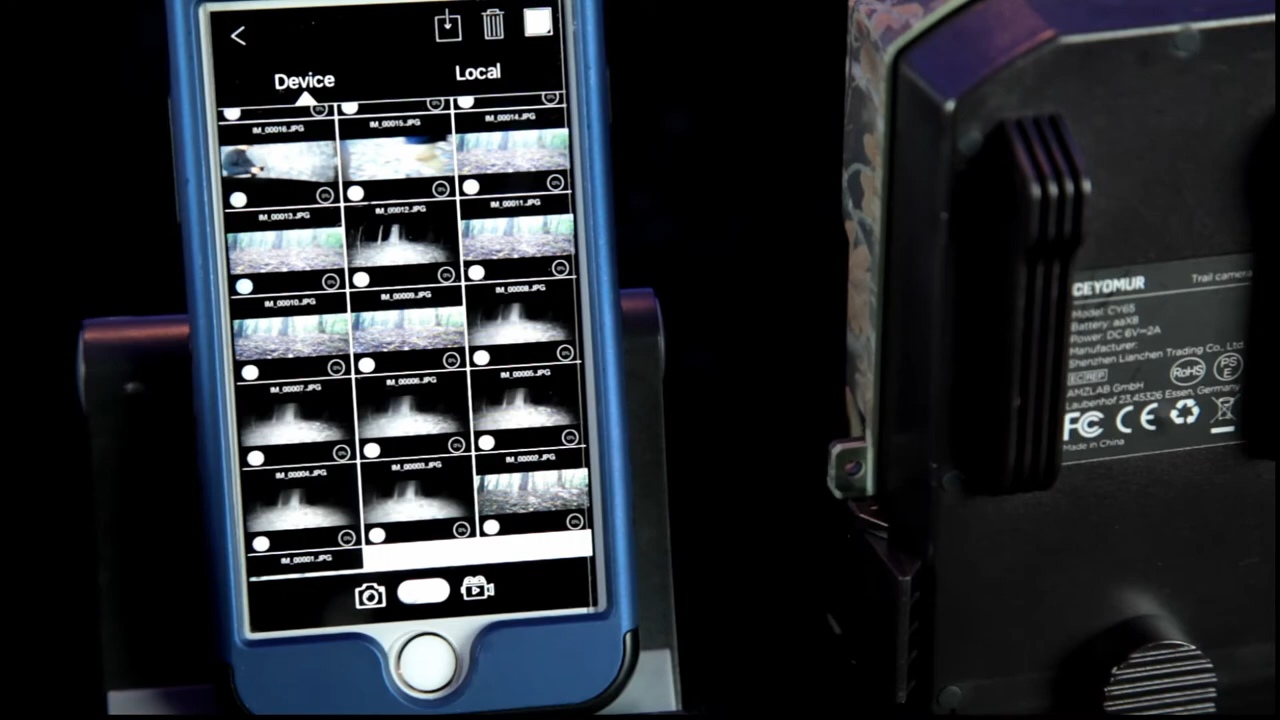 Device
Local
IM_00016.JPG
IM_00015.JPG
IM_00014.JPG
IM_00013.JPG
IM_00012.JPG
IM_00011.JPG
IM_00010.JPG
IM_00009.JPG
IM_00008.JPG
IM_00007.JPG
IM_00006.JPG
IM_00005.JPG
IM_00004.JPG
IM_00003.JPG
IM_00002.JPG
IM_00001.JPG
CEYOMUR Trail camera
Model: CY65
Battery: aaX8
Power: DC 6V⎓2A
Manufacturer:
Shenzhen Lianchen Trading Co., Ltd
EC REP
RoHS
PS
E
AMZLAB GmbH
Laubenhof 23,45326 Essen, Germany
FC CE
Made in China